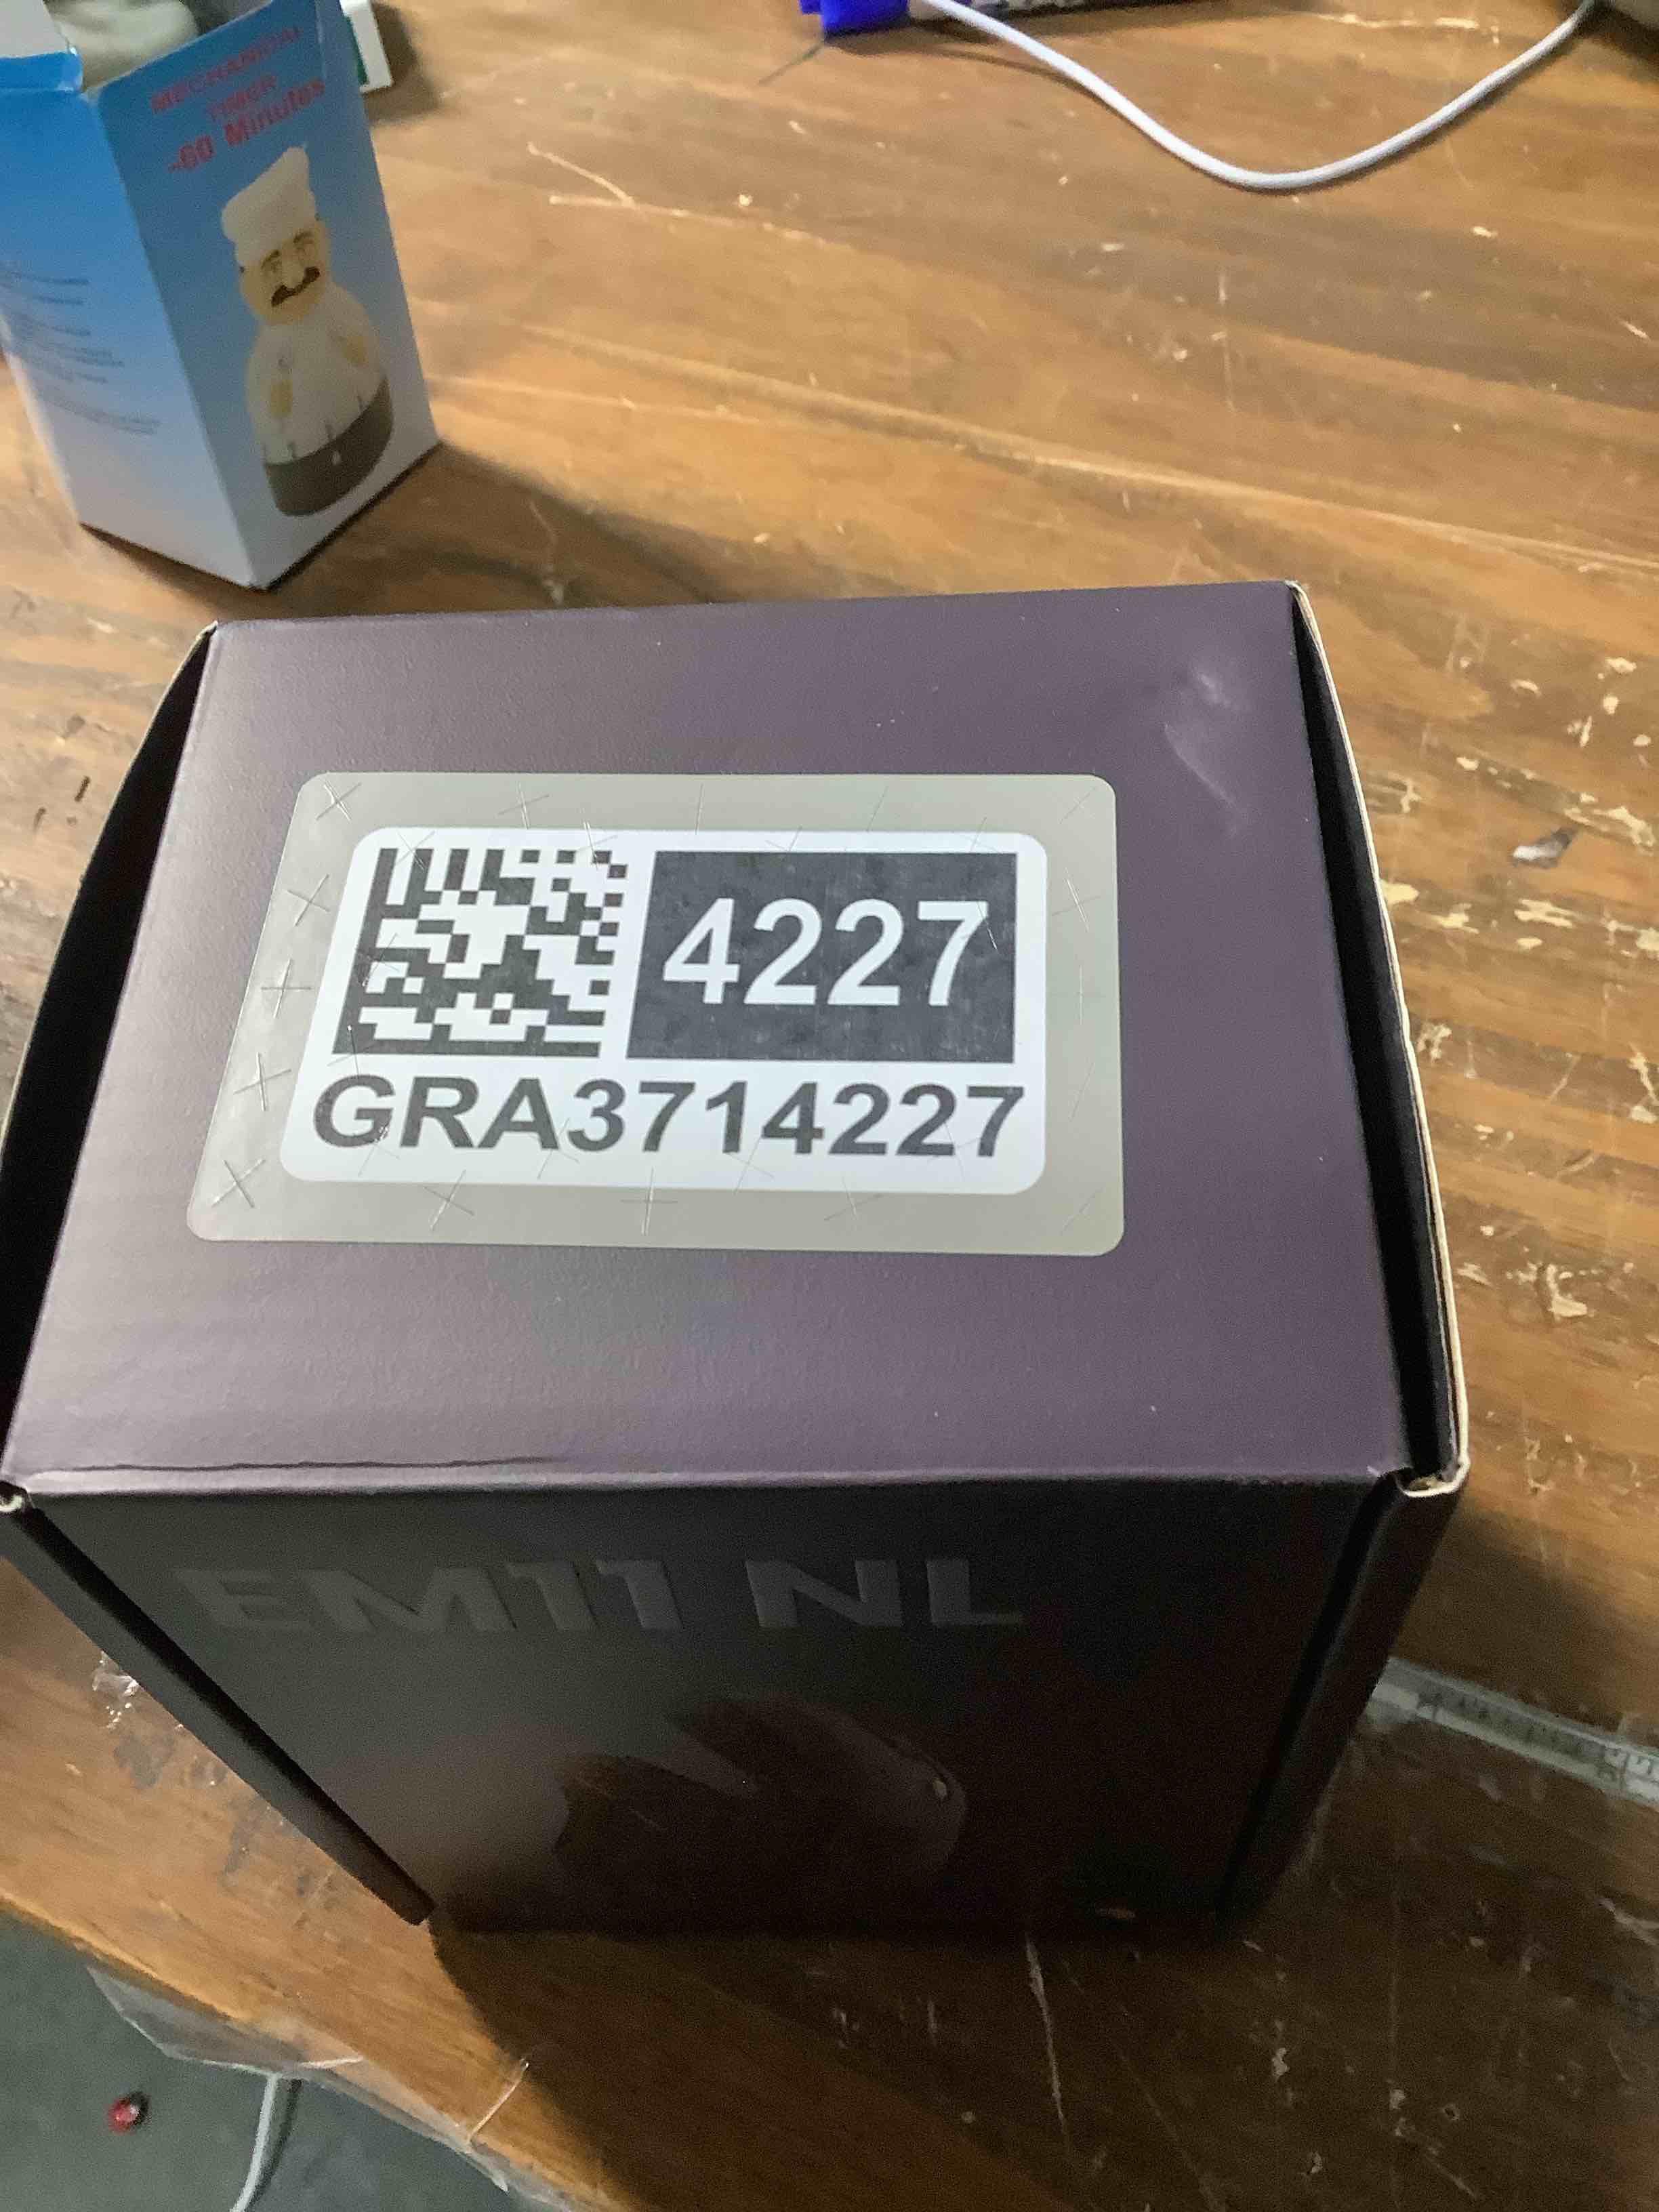 MECHANICAL
TIMER
-60 Minutes
4227
GRA3714227
EM11 NL